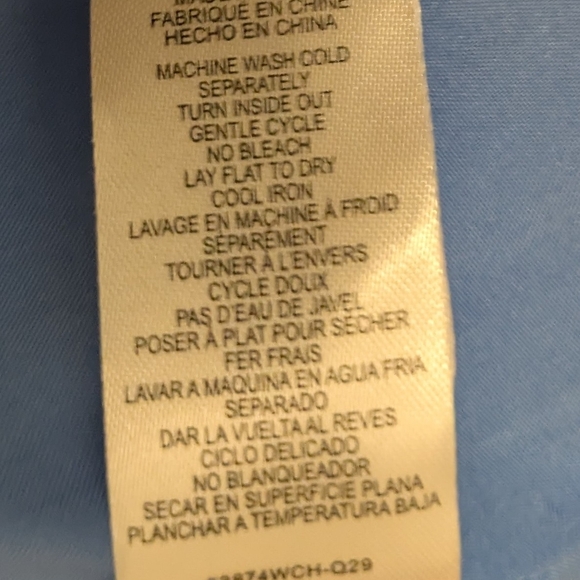 FABRIQUÉ EN CHINE
HECHO EN CHINA
MACHINE WASH COLD
SEPARATELY
TURN INSIDE OUT
GENTLE CYCLE
NO BLEACH
LAY FLAT TO DRY
COOL IRON
LAVAGE EN MACHINE À FROID
SÉPARÉMENT
TOURNER À L'ENVERS
CYCLE DOUX
PAS D'EAU DE JAVEL
POSER À PLAT POUR SÉCHER
FER FRAIS
LAVAR A MAQUINA EN AGUA FRIA
SEPARADO
DAR LA VUELTA AL REVES
CICLO DELICADO
NO BLANQUEADOR
SECAR EN SUPERFICIE PLANA
PLANCHAR A TEMPERATURA BAJA